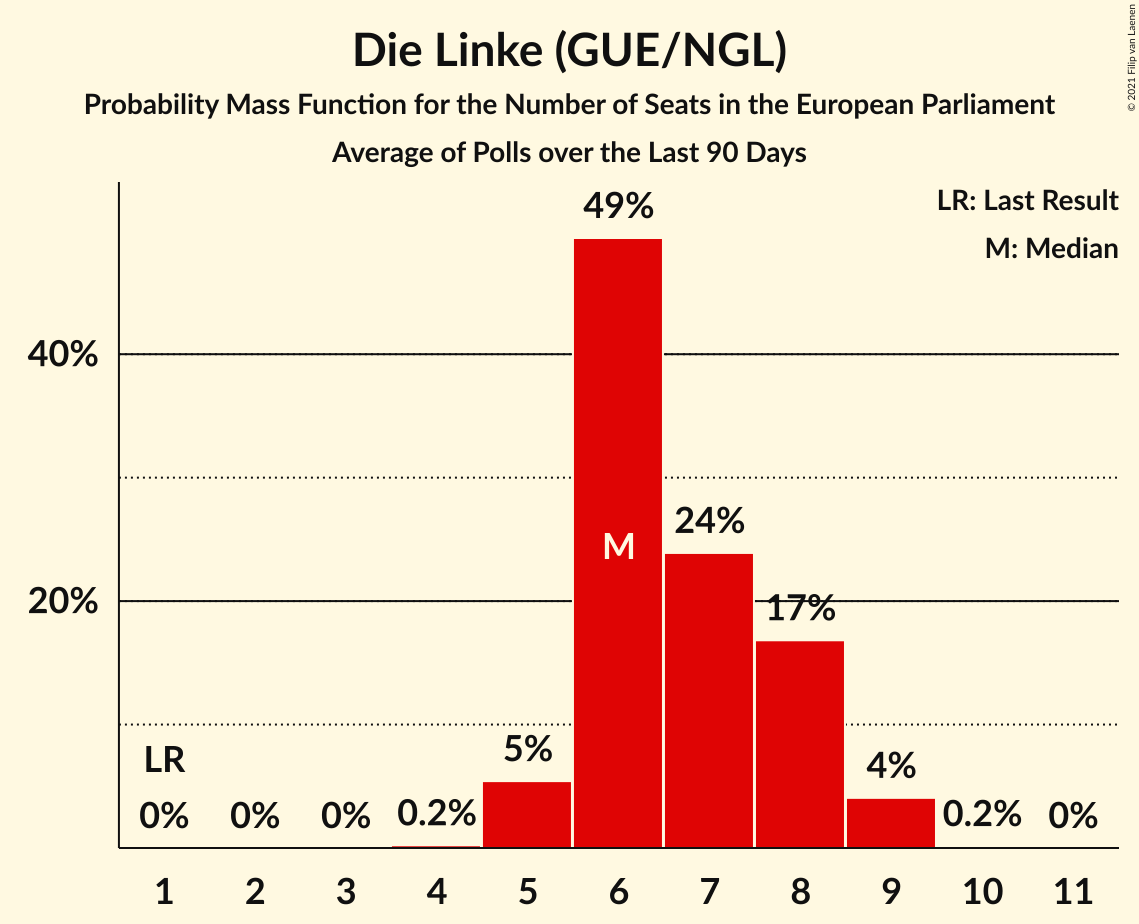 Die Linke (GUE/NGL)
Probability Mass Function for the Number of Seats in the European Parliament
Average of Polls over the Last 90 Days
© 2021 Filip van Laenen
LR: Last Result
M: Median
49%
40%
24%
M
20%
17%
5%
4%
LR
0%
0%
0%
0.2%
0.2%
0%
1 2 3 4 5 6 7 8 9 10 11